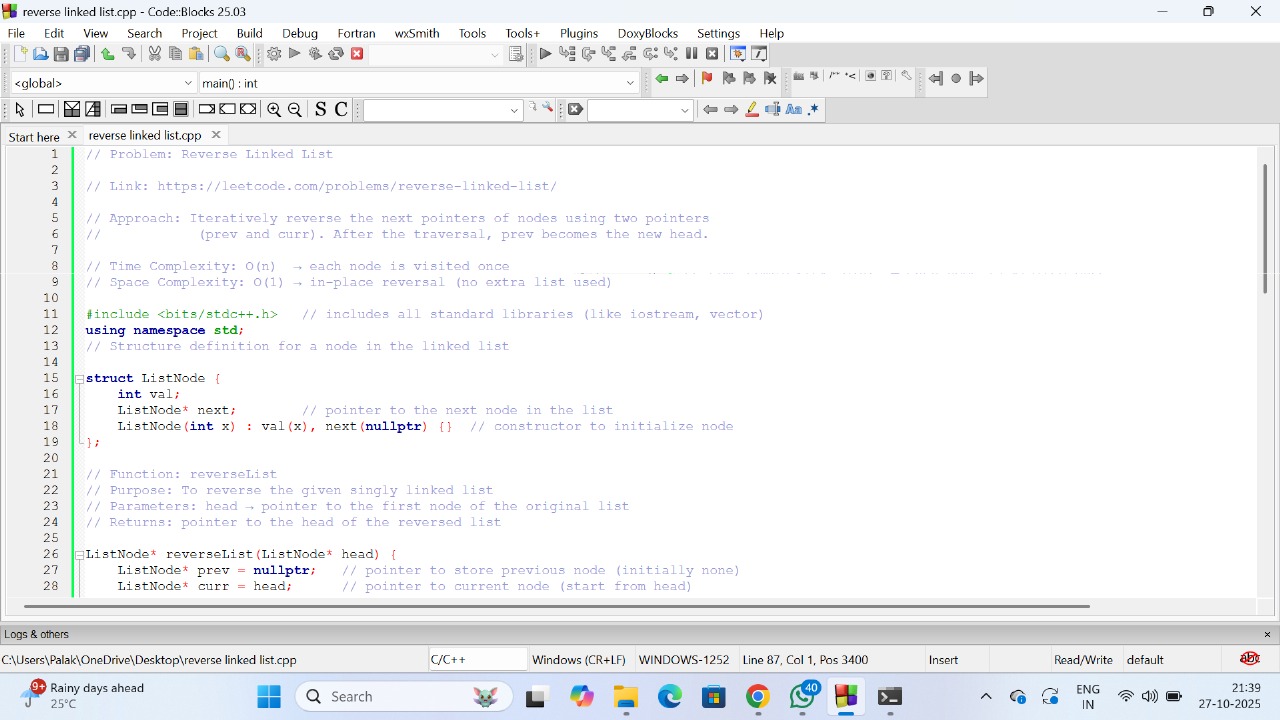 reverse linked list.cpp - Code::Blocks 25.03
File Edit View Search Project Build Debug Fortran wxSmith Tools Tools+ Plugins DoxyBlocks Settings Help
<global> main() : int
S C
Aa .*
Start here reverse linked list.cpp
1 // Problem: Reverse Linked List
2
3 // Link: https://leetcode.com/problems/reverse-linked-list/
4
5 // Approach: Iteratively reverse the next pointers of nodes using two pointers
6 // (prev and curr). After the traversal, prev becomes the new head.
7
8 // Time Complexity: O(n) → each node is visited once
9 // Space Complexity: O(1) → in-place reversal (no extra list used)
10
11 #include <bits/stdc++.h> // includes all standard libraries (like iostream, vector)
12 using namespace std;
13 // Structure definition for a node in the linked list
14
15 struct ListNode {
16 int val;
17 ListNode* next; // pointer to the next node in the list
18 ListNode(int x) : val(x), next(nullptr) {} // constructor to initialize node
19 };
20
21 // Function: reverseList
22 // Purpose: To reverse the given singly linked list
23 // Parameters: head → pointer to the first node of the original list
24 // Returns: pointer to the head of the reversed list
25
26 ListNode* reverseList(ListNode* head) {
27 ListNode* prev = nullptr; // pointer to store previous node (initially none)
28 ListNode* curr = head; // pointer to current node (start from head)
Logs & others
C:\Users\Palak\OneDrive\Desktop\reverse linked list.cpp C/C++ Windows (CR+LF) WINDOWS-1252 Line 87, Col 1, Pos 3400 Insert Read/Write default abc
9+ Rainy days ahead
25°C
Search
40
ENG
IN
21:39
27-10-2025